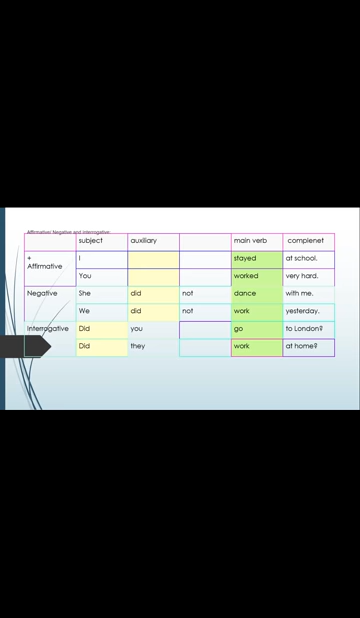 Affirmative/ Negative and Interrogative.
subject auxiliary main verb complenet
+ Affirmative I stayed at school.
You worked very hard.
Negative She did not dance with me.
We did not work yesterday.
Interrogative Did you go to London?
Did they work at home?